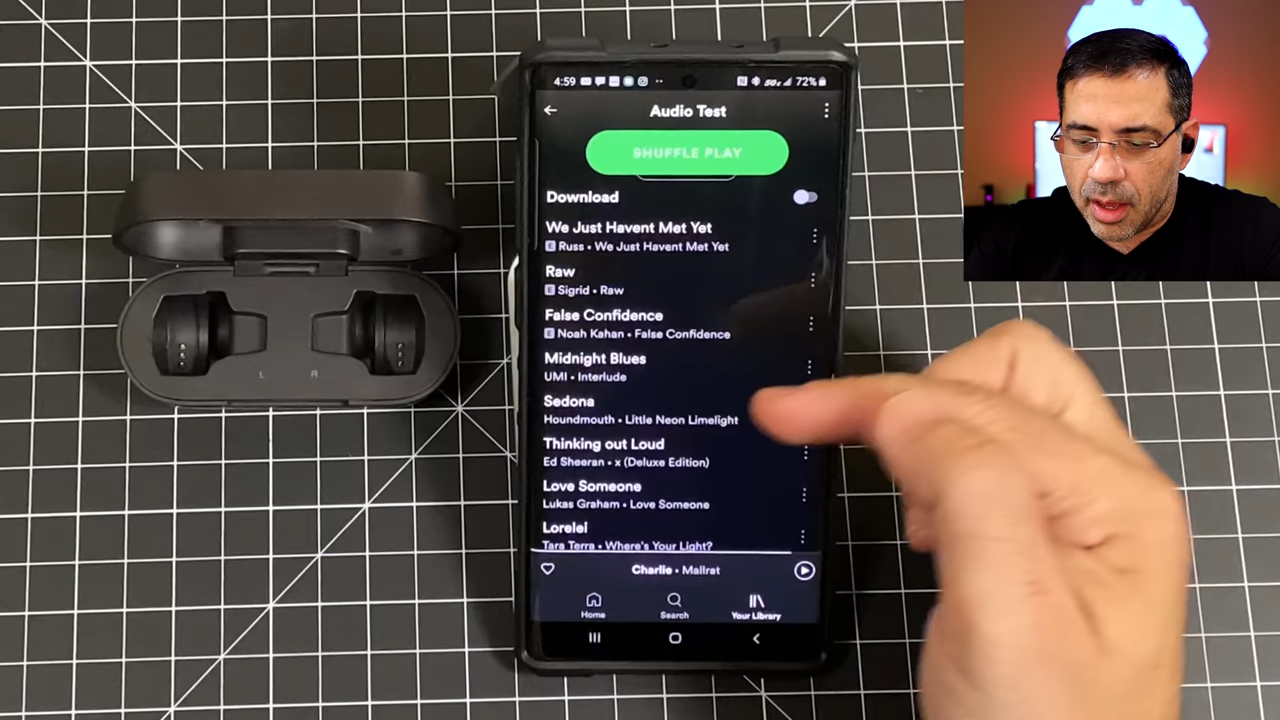 4:59 72%
Audio Test
SHUFFLE PLAY
Download
We Just Havent Met Yet
E Russ • We Just Havent Met Yet
Raw
E Sigrid • Raw
False Confidence
E Noah Kahan • False Confidence
Midnight Blues
UMI • Interlude
Sedona
Houndmouth • Little Neon Limelight
Thinking out Loud
Ed Sheeran • x (Deluxe Edition)
Love Someone
Lukas Graham • Love Someone
Lorelei
Tara Terra • Where's Your Light?
Charlie • Mallrat
Home Search Your Library
L R